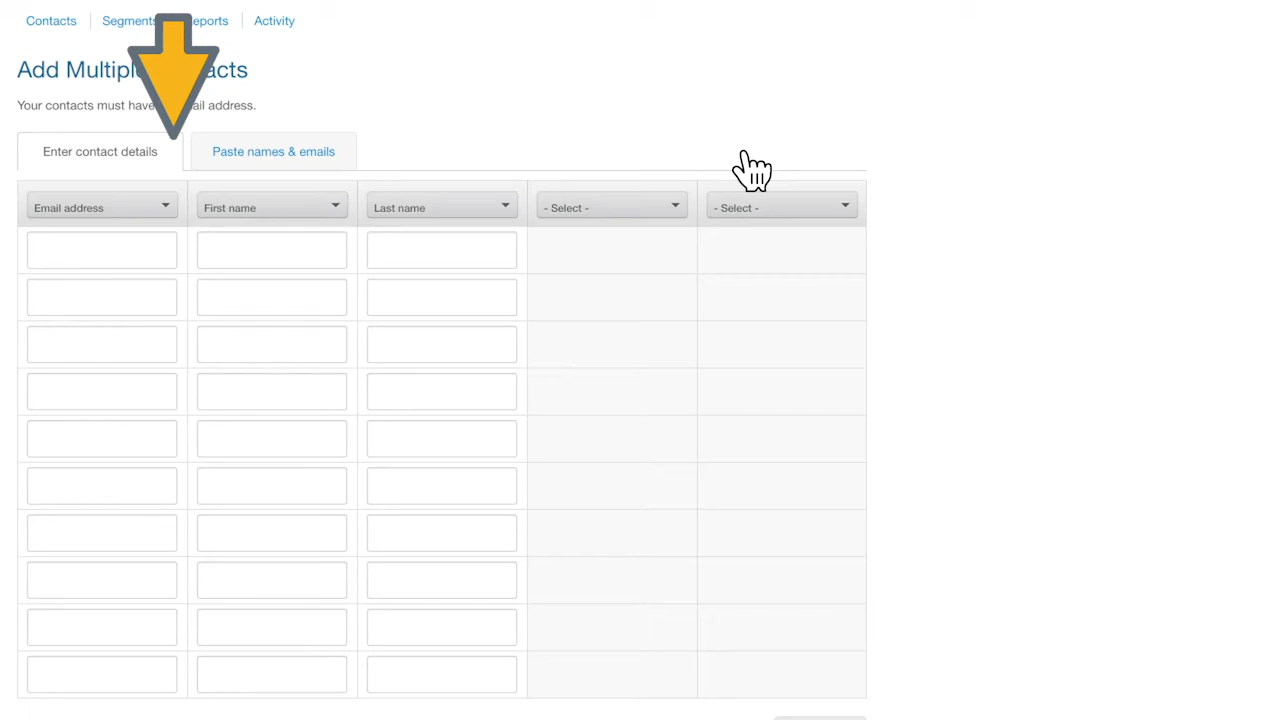 Contacts Segments eports Activity
Add Multipl acts
Your contacts must have ail address.
Enter contact details Paste names & emails
Email address First name Last name - Select - - Select -